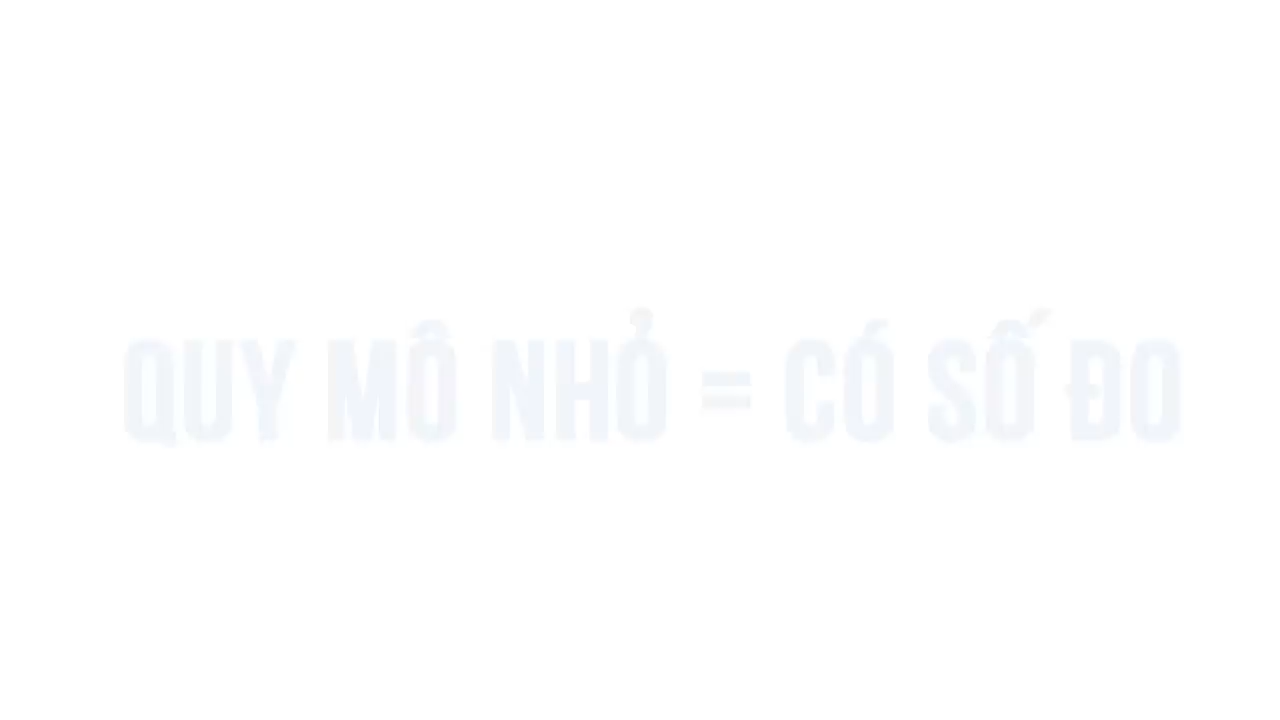 QUY MÔ NHỎ = CÓ SỐ ĐO